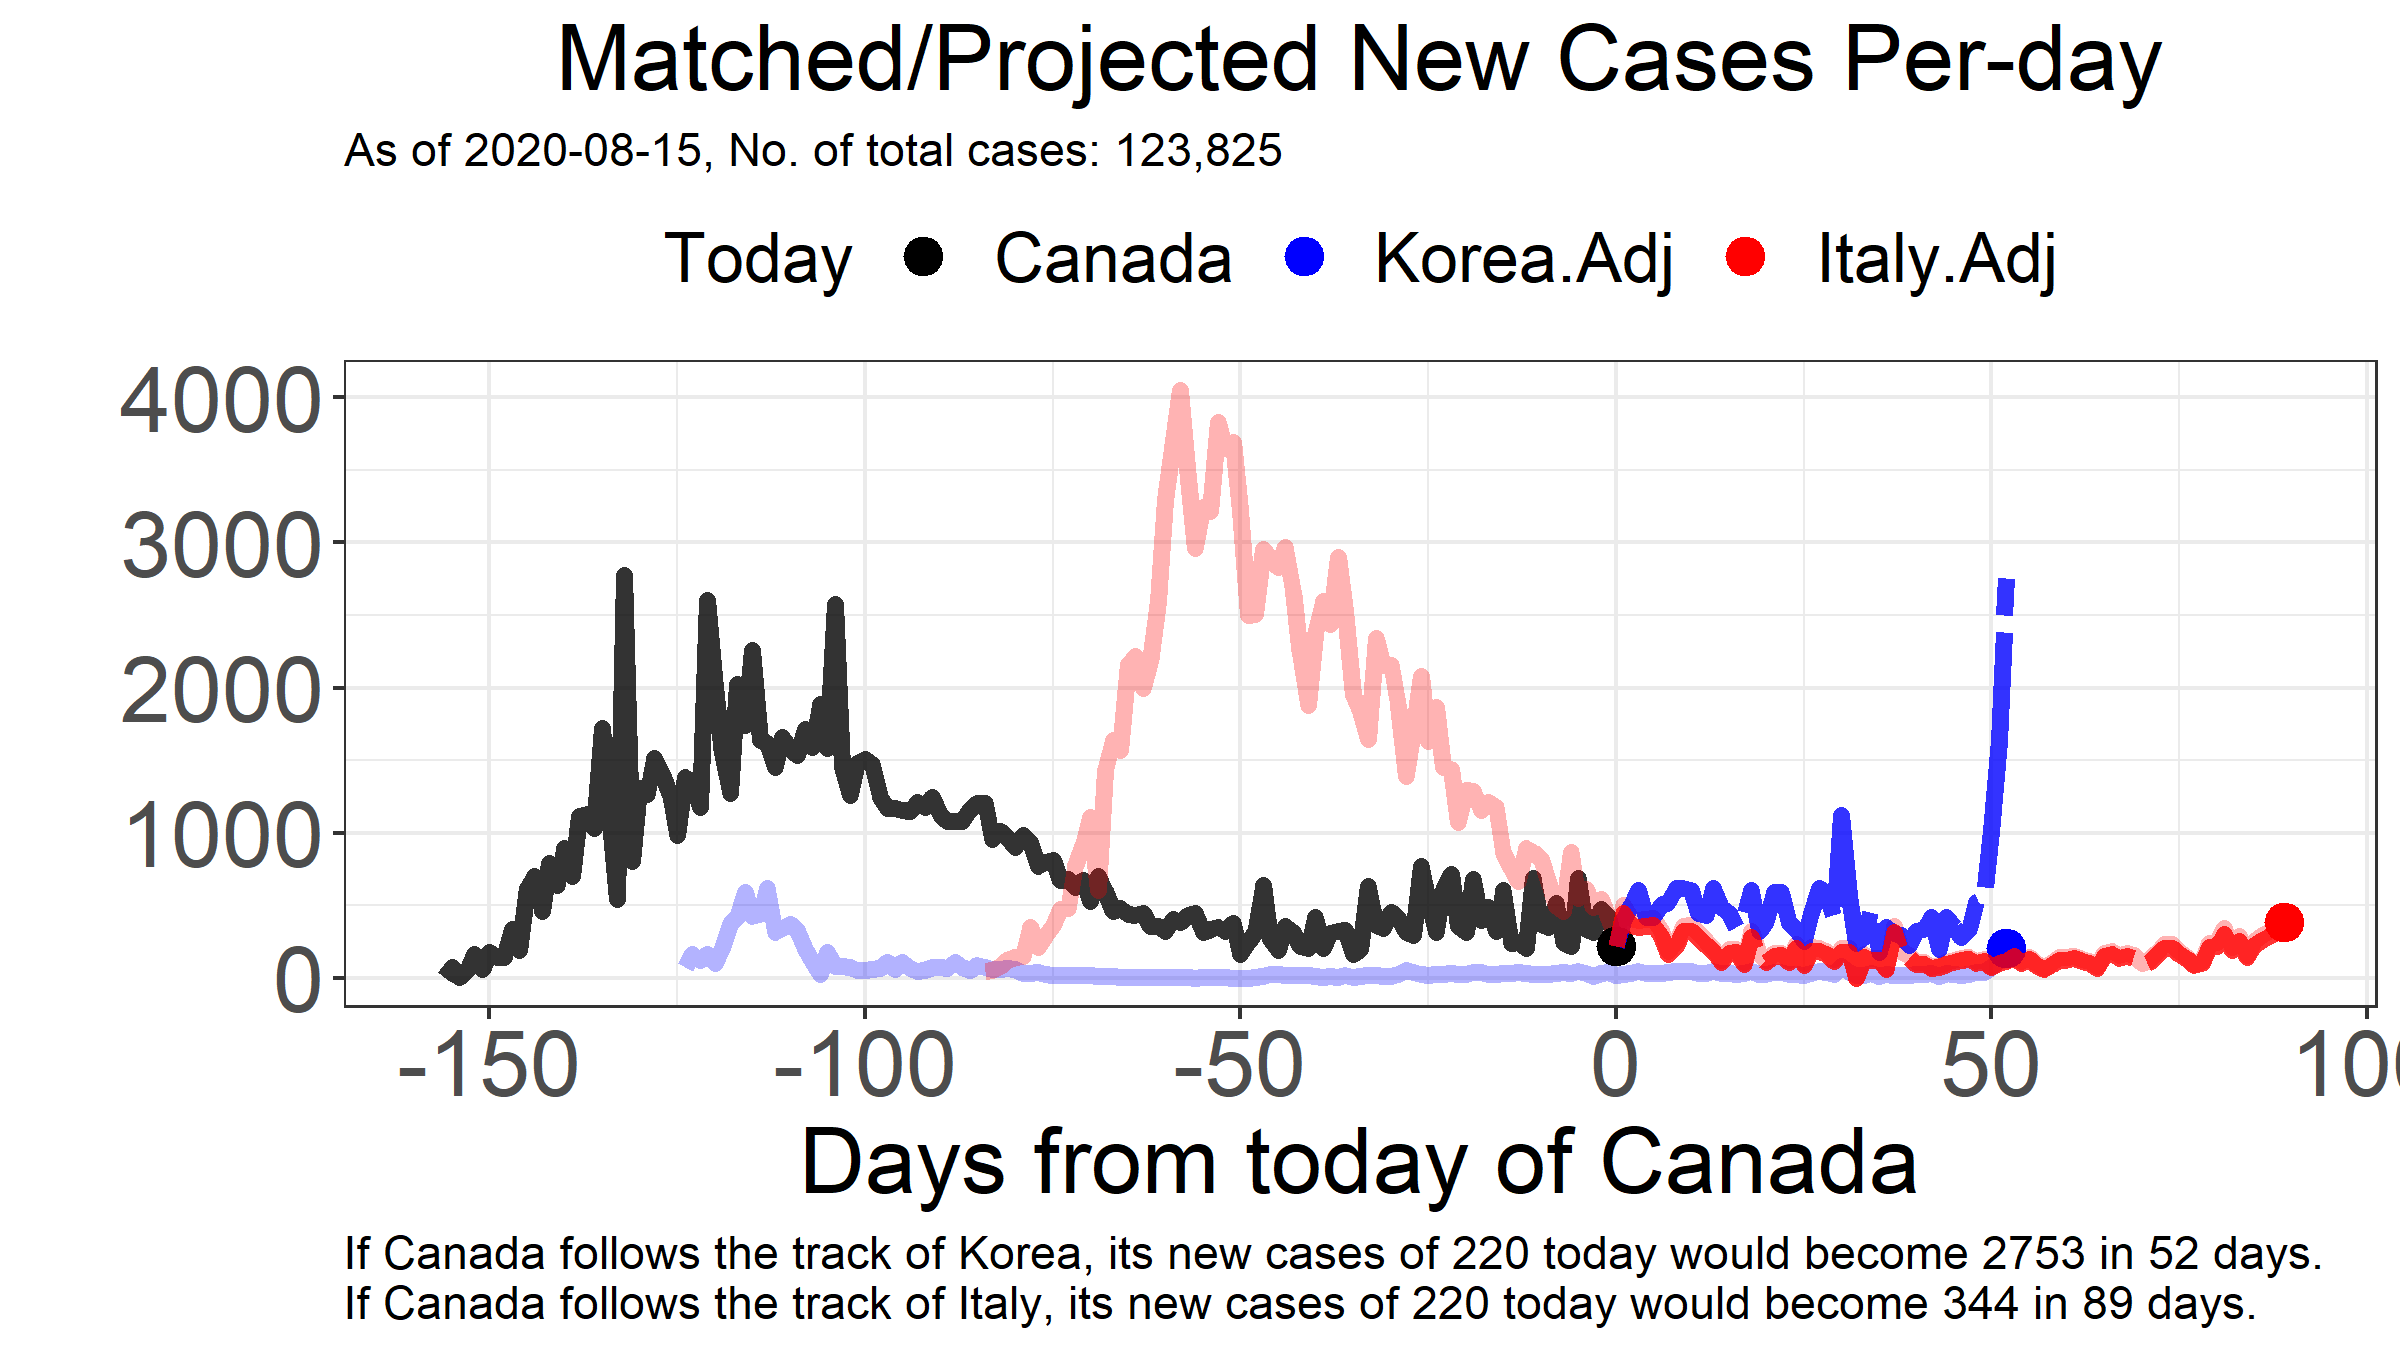 Matched/Projected New Cases Per-day
As of 2020-08-15, No. of total cases: 123,825
Today Canada Korea.Adj Italy.Adj
4000
3000
2000
1000
0
-150 -100 -50 0 50 100
Days from today of Canada
If Canada follows the track of Korea, its new cases of 220 today would become 2753 in 52 days.
If Canada follows the track of Italy, its new cases of 220 today would become 344 in 89 days.